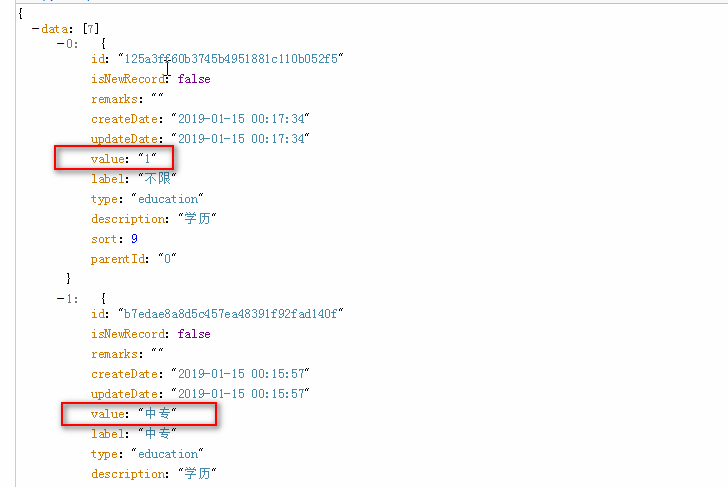 {
−data: [7]
−0: {
id: "125a3ff60b3745b4951881c110b052f5"
isNewRecord: false
remarks: ""
createDate: "2019-01-15 00:17:34"
updateDate: "2019-01-15 00:17:34"
value: "1"
label: "不限"
type: "education"
description: "学历"
sort: 9
parentId: "0"
}
−1: {
id: "b7edae8a8d5c457ea48391f92fad140f"
isNewRecord: false
remarks: ""
createDate: "2019-01-15 00:15:57"
updateDate: "2019-01-15 00:15:57"
value: "中专"
label: "中专"
type: "education"
description: "学历"